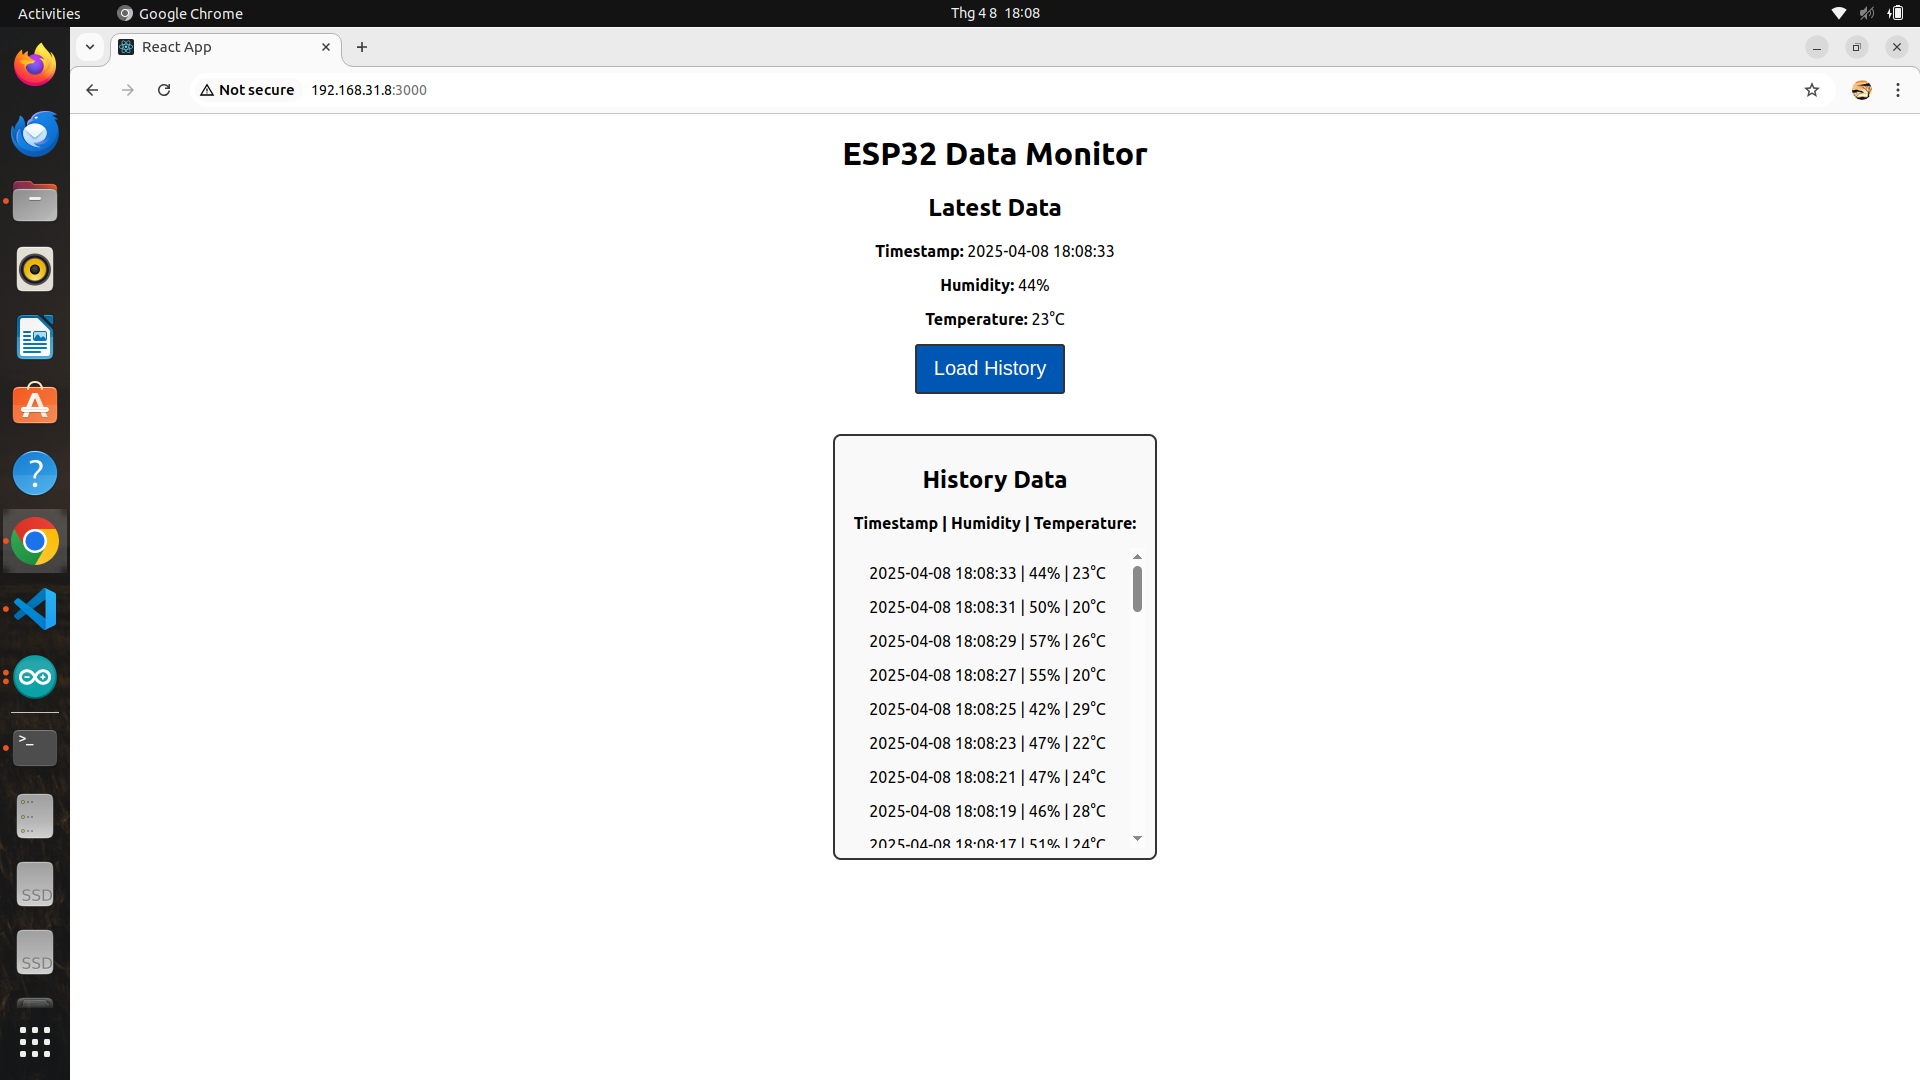 Activities
Google Chrome
Thg 4 8 18:08
React App
Not secure
192.168.31.8:3000
ESP32 Data Monitor
Latest Data
Timestamp: 2025-04-08 18:08:33
Humidity: 44%
Temperature: 23°C
Load History
History Data
Timestamp | Humidity | Temperature:
2025-04-08 18:08:33 | 44% | 23°C
2025-04-08 18:08:31 | 50% | 20°C
2025-04-08 18:08:29 | 57% | 26°C
2025-04-08 18:08:27 | 55% | 20°C
2025-04-08 18:08:25 | 42% | 29°C
2025-04-08 18:08:23 | 47% | 22°C
2025-04-08 18:08:21 | 47% | 24°C
2025-04-08 18:08:19 | 46% | 28°C
2025-04-08 18:08:17 | 51% | 24°C
SSD
SSD